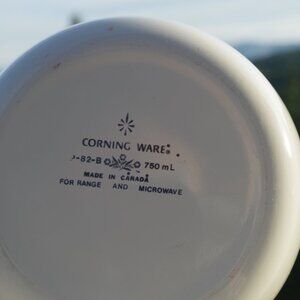 CORNING WARE®
P-82-B 750 mL
MADE IN CANADA
FOR RANGE AND MICROWAVE